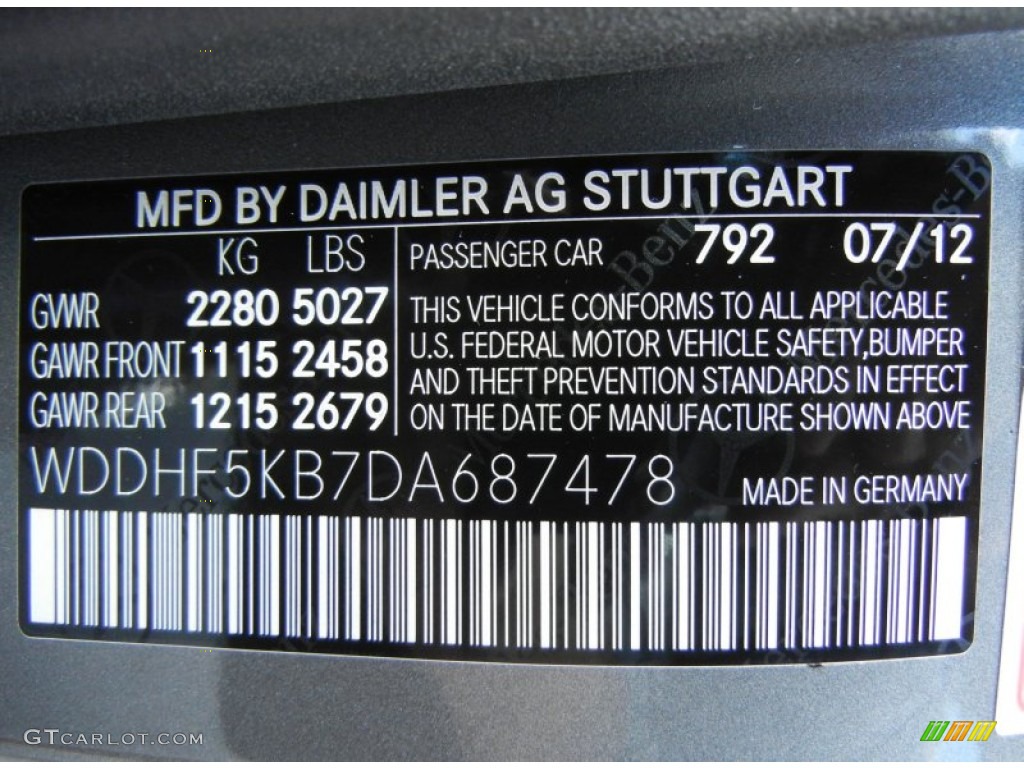 MFD BY DAIMLER AG STUTTGART
KG LBS
GVWR 2280 5027
GAWR FRONT 1115 2458
GAWR REAR 1215 2679
PASSENGER CAR 792 07/12
THIS VEHICLE CONFORMS TO ALL APPLICABLE
U.S. FEDERAL MOTOR VEHICLE SAFETY,BUMPER
AND THEFT PREVENTION STANDARDS IN EFFECT
ON THE DATE OF MANUFACTURE SHOWN ABOVE
WDDHF5KB7DA687478 MADE IN GERMANY
GTCARLOT.COM